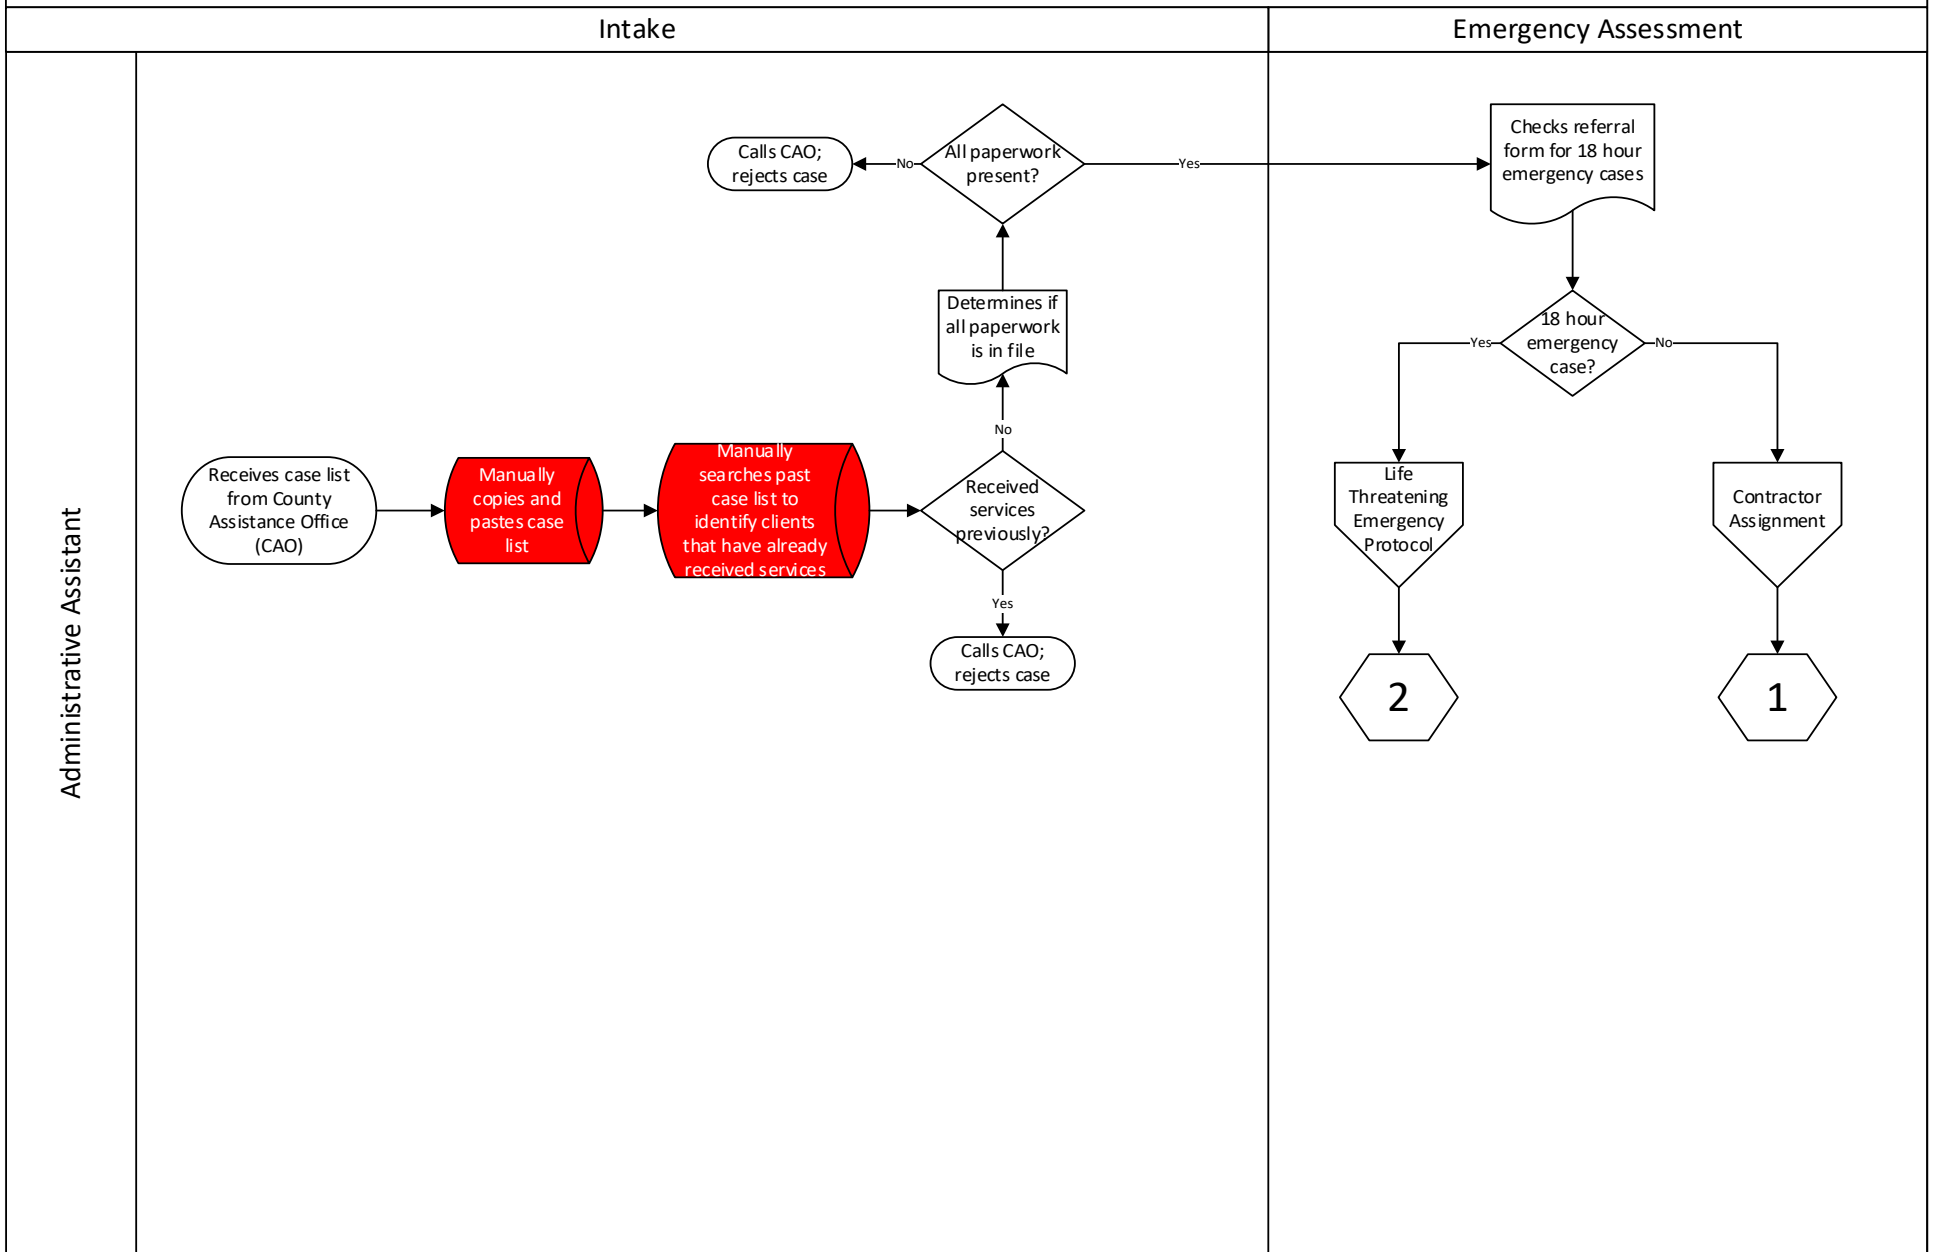 Intake
Emergency Assessment
Administrative Assistant
Receives case list
from County
Assistance Office
(CAO)
Manually
copies and
pastes case
list
Manually
searches past
case list to
identify clients
that have already
received services
Received
services
previously?
Yes
Calls CAO;
rejects case
No
Determines if
all paperwork
is in file
All paperwork
present?
No
Calls CAO;
rejects case
Yes
Checks referral
form for 18 hour
emergency cases
18 hour
emergency
case?
Yes
Life
Threatening
Emergency
Protocol
2
No
Contractor
Assignment
1